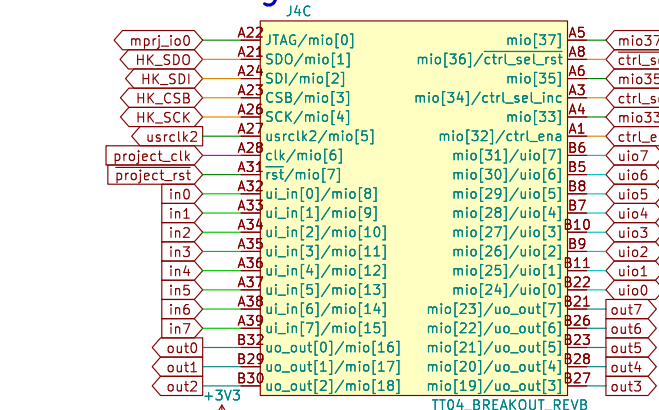 J4C
mprj_io0 A22 JTAG/mio[0] mio[37] A5 mio37
HK_SDO A21 SDO/mio[1] mio[36]/ctrl_sel_rst A8 ctrl_s
HK_SDI A24 SDI/mio[2] mio[35] A6 mio35
HK_CSB A23 CSB/mio[3] mio[34]/ctrl_sel_inc A3 ctrl_s
HK_SCK A26 SCK/mio[4] mio[33] A4 mio33
usrclk2 A27 usrclk2/mio[5] mio[32]/ctrl_ena A1 ctrl_e
project_clk A28 clk/mio[6] mio[31]/uio[7] B6 uio7
project_rst A31 rst/mio[7] mio[30]/uio[6] B5 uio6
in0 A32 ui_in[0]/mio[8] mio[29]/uio[5] B8 uio5
in1 A33 ui_in[1]/mio[9] mio[28]/uio[4] B7 uio4
in2 A34 ui_in[2]/mio[10] mio[27]/uio[3] B10 uio3
in3 A35 ui_in[3]/mio[11] mio[26]/uio[2] B9 uio2
in4 A36 ui_in[4]/mio[12] mio[25]/uio[1] B11 uio1
in5 A37 ui_in[5]/mio[13] mio[24]/uio[0] B22 uio0
in6 A38 ui_in[6]/mio[14] mio[23]/uo_out[7] B21 out7
in7 A39 ui_in[7]/mio[15] mio[22]/uo_out[6] B26 out6
out0 B32 uo_out[0]/mio[16] mio[21]/uo_out[5] B23 out5
out1 B29 uo_out[1]/mio[17] mio[20]/uo_out[4] B28 out4
out2 B30 uo_out[2]/mio[18] mio[19]/uo_out[3] B27 out3
+3V3 TT04_BREAKOUT_REVB